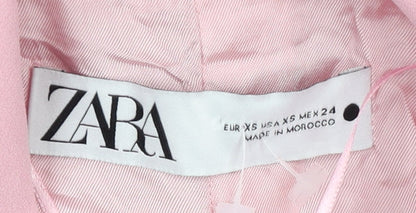 ZARA
EUR XS USA XS MEX 24
MADE IN MOROCCO